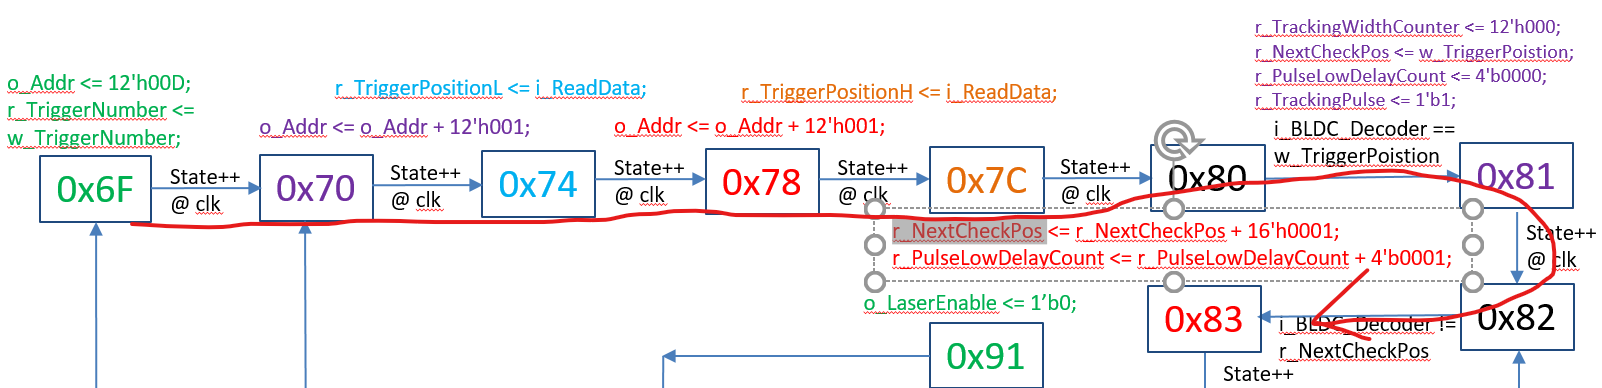 r_TrackingWidthCounter <= 12'h000;
r_NextCheckPos <= w_TriggerPoistion;
r_PulseLowDelayCount <= 4'b0000;
r_TrackingPulse <= 1'b1;
o_Addr <= 12'h00D;
r_TriggerNumber <=
w_TriggerNumber;
r_TriggerPositionL <= i_ReadData;
r_TriggerPositionH <= i_ReadData;
o_Addr <= o_Addr + 12'h001;
o_Addr <= o_Addr + 12'h001;
i_BLDC_Decoder ==
w_TriggerPoistion
0x6F
State++
@ clk
0x70
State++
@ clk
0x74
State++
@ clk
0x78
State++
@ clk
0x7C
State++
@ clk
0x80
0x81
r_NextCheckPos <= r_NextCheckPos + 16'h0001;
r_PulseLowDelayCount <= r_PulseLowDelayCount + 4'b0001;
State++
@ clk
o_LaserEnable <= 1’b0;
0x83
i_BLDC_Decoder !=
r_NextCheckPos
0x82
0x91
State++